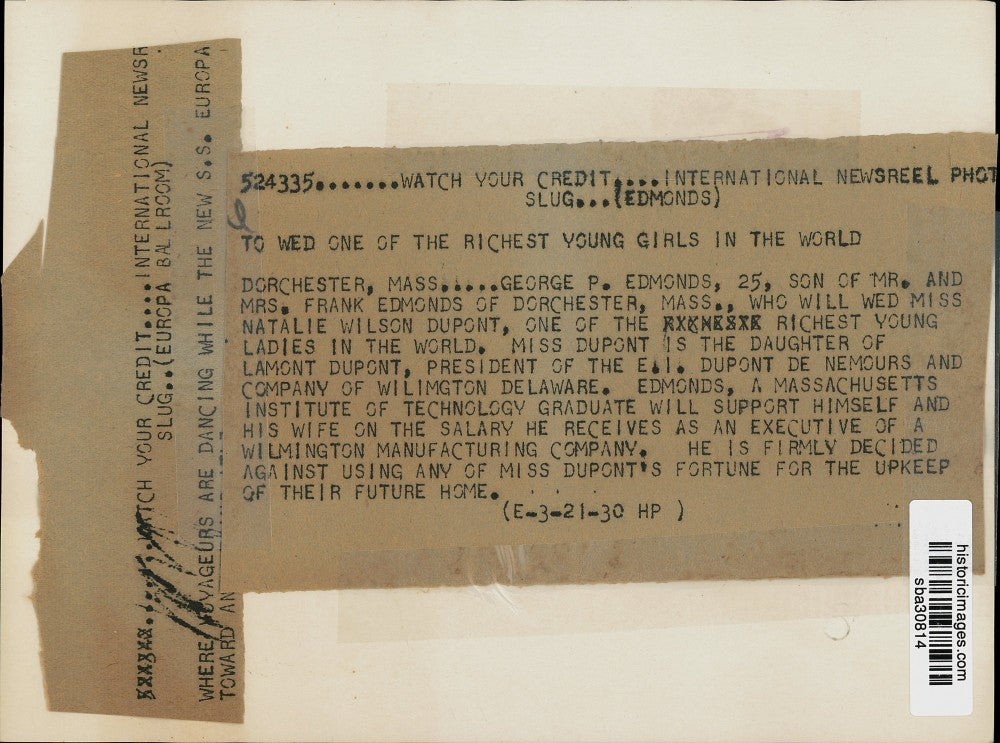 524335.......WATCH YOUR CREDIT.....INTERNATIONAL NEWSREEL PHOT
SLUG...(EDMONDS)
6
TO WED ONE OF THE RICHEST YOUNG GIRLS IN THE WORLD
DORCHESTER, MASS.....GEORGE P. EDMONDS, 25, SON OF MR. AND
MRS. FRANK EDMONDS OF DORCHESTER, MASS., WHO WILL WED MISS
NATALIE WILSON DUPONT, ONE OF THE RICHEST YOUNG
LADIES IN THE WORLD. MISS DUPONT IS THE DAUGHTER OF
LAMONT DUPONT, PRESIDENT OF THE E.I. DUPONT DE NEMOURS AND
COMPANY OF WILIMGTON DELAWARE. EDMONDS, A MASSACHUSETTS
INSTITUTE OF TECHNOLOGY GRADUATE WILL SUPPORT HIMSELF AND
HIS WIFE ON THE SALARY HE RECEIVES AS AN EXECUTIVE OF A
WILMINGTON MANUFACTURING COMPANY. HE IS FIRMLY DECIDED
AGAINST USING ANY OF MISS DUPONT'S FORTUNE FOR THE UPKEEP
OF THEIR FUTURE HOME.
(E-3-21-30 HP )
WATCH YOUR CREDIT....INTERNATIONAL NEWSR
SLUG..(EUROPA BALLROOM)
WHERE VOYAGEURS ARE DANCING WHILE THE NEW S.S. EUROPA
TOWARD AN
historicimages.com
sba30814